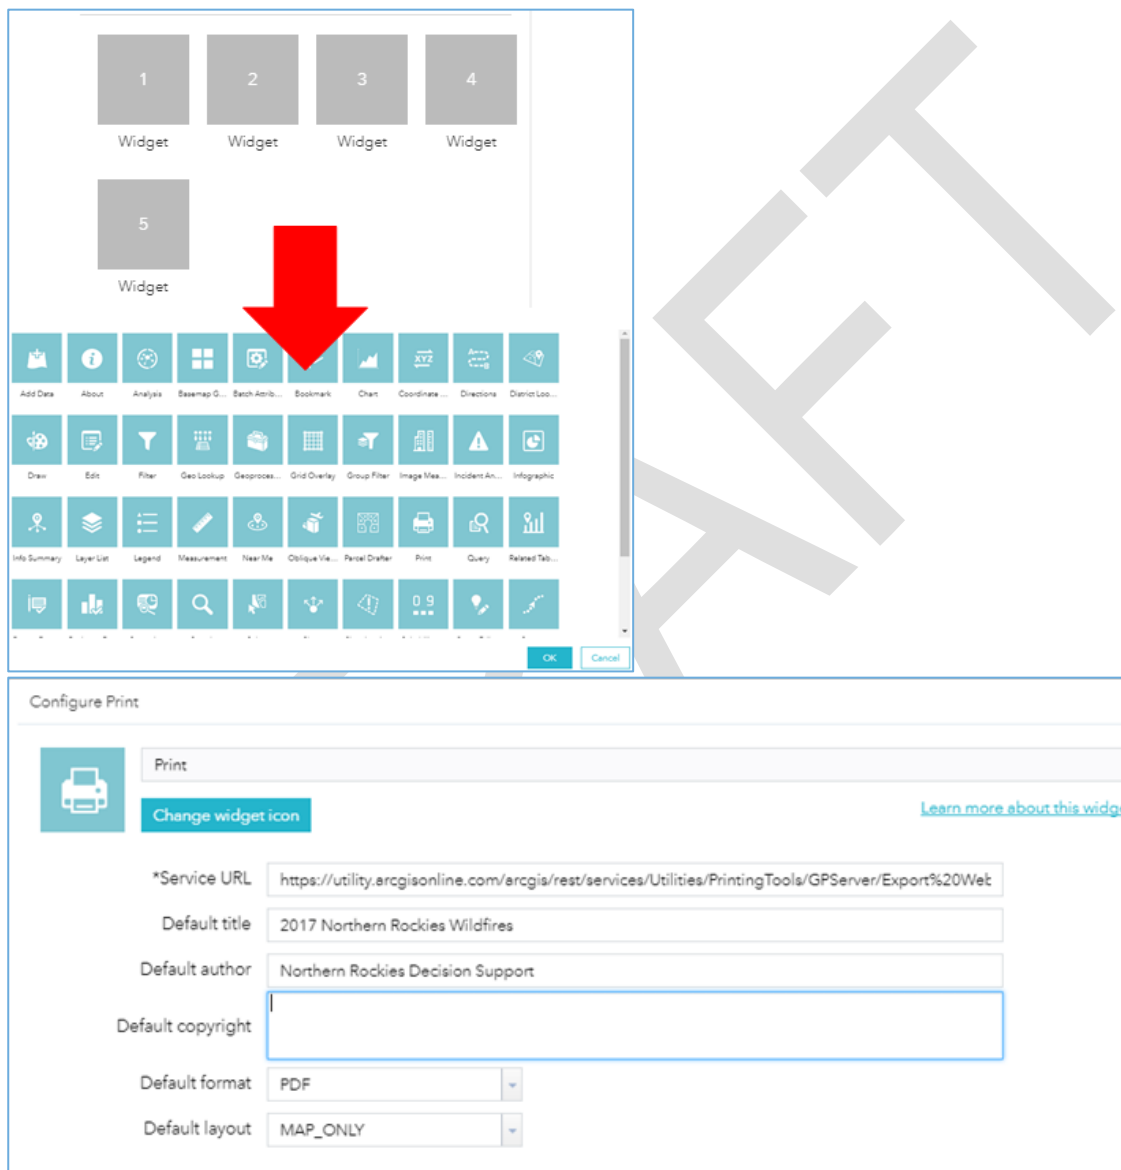 1 2 3 4
Widget Widget Widget Widget
5
Widget
Add Data About Analysis Basemap G... Batch Attrib... Bookmark Chart Coordinate ... Directions District Loo...
Draw Edit Filter Geo Lookup Geoproces... Grid Overlay Group Filter Image Mea... Incident An... Infographic
Info Summary Layer List Legend Measurement Near Me Oblique Vie... Parcel Drafter Print Query Related Tab...
OK Cancel
Configure Print
Print
Change widget icon
Learn more about this widg
*Service URL https://utility.arcgisonline.com/arcgis/rest/services/Utilities/PrintingTools/GPServer/Export%20Web
Default title 2017 Northern Rockies Wildfires
Default author Northern Rockies Decision Support
Default copyright
Default format PDF
Default layout MAP_ONLY